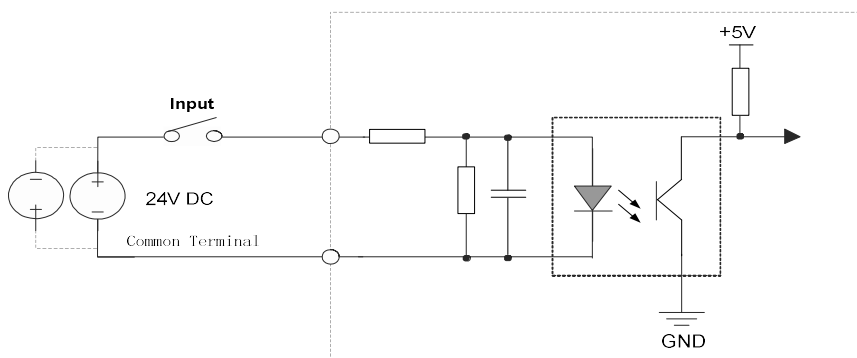 +5V
Input
24V DC
Common Terminal
GND